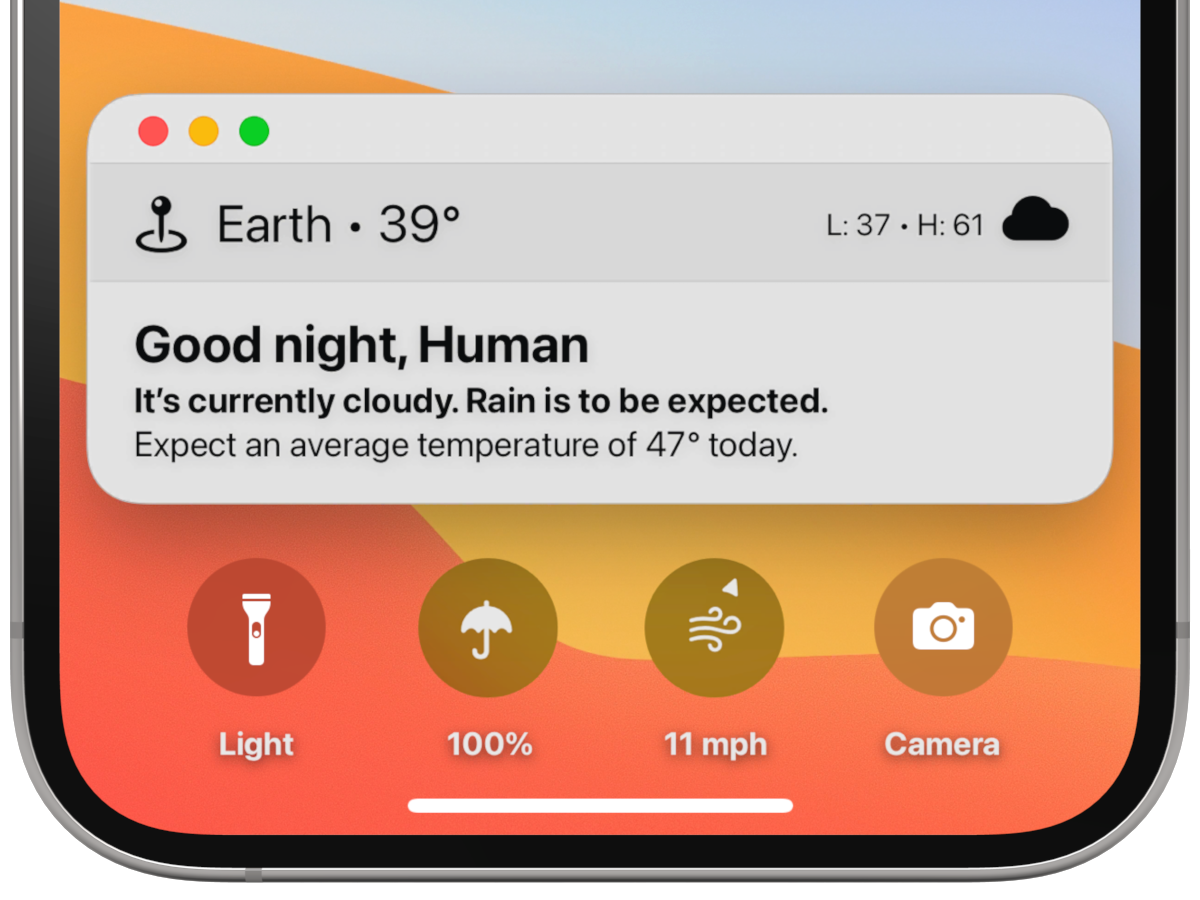 Earth • 39°
L: 37 • H: 61
Good night, Human
It’s currently cloudy. Rain is to be expected.
Expect an average temperature of 47° today.
Light
100%
11 mph
Camera